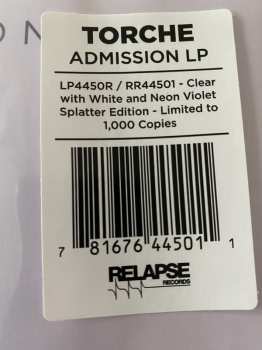 TORCHE
ADMISSION LP
LP4450R / RR44501 - Clear
with White and Neon Violet
Splatter Edition - Limited to
1,000 Copies
7 81676 44501 1
RELAPSE
RECORDS